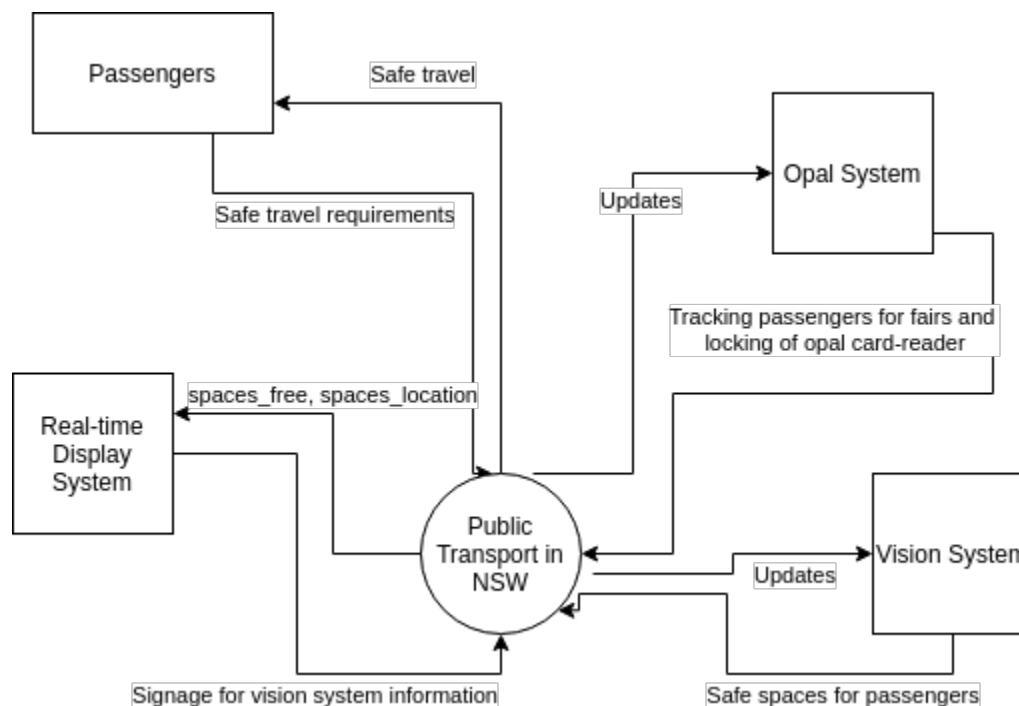 Passengers
Safe travel
Opal System
Updates
Safe travel requirements
Tracking passengers for fairs and
locking of opal card-reader
spaces_free, spaces_location
Real-time
Display
System
Public
Transport in
NSW
Vision System
Updates
Signage for vision system information
Safe spaces for passengers